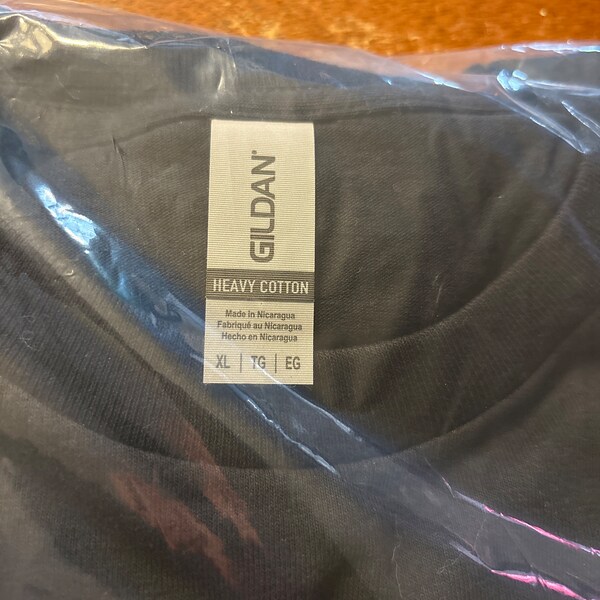 GILDAN®
HEAVY COTTON
Made in Nicaragua
Fabriqué au Nicaragua
Hecho en Nicaragua
XL | TG | EG